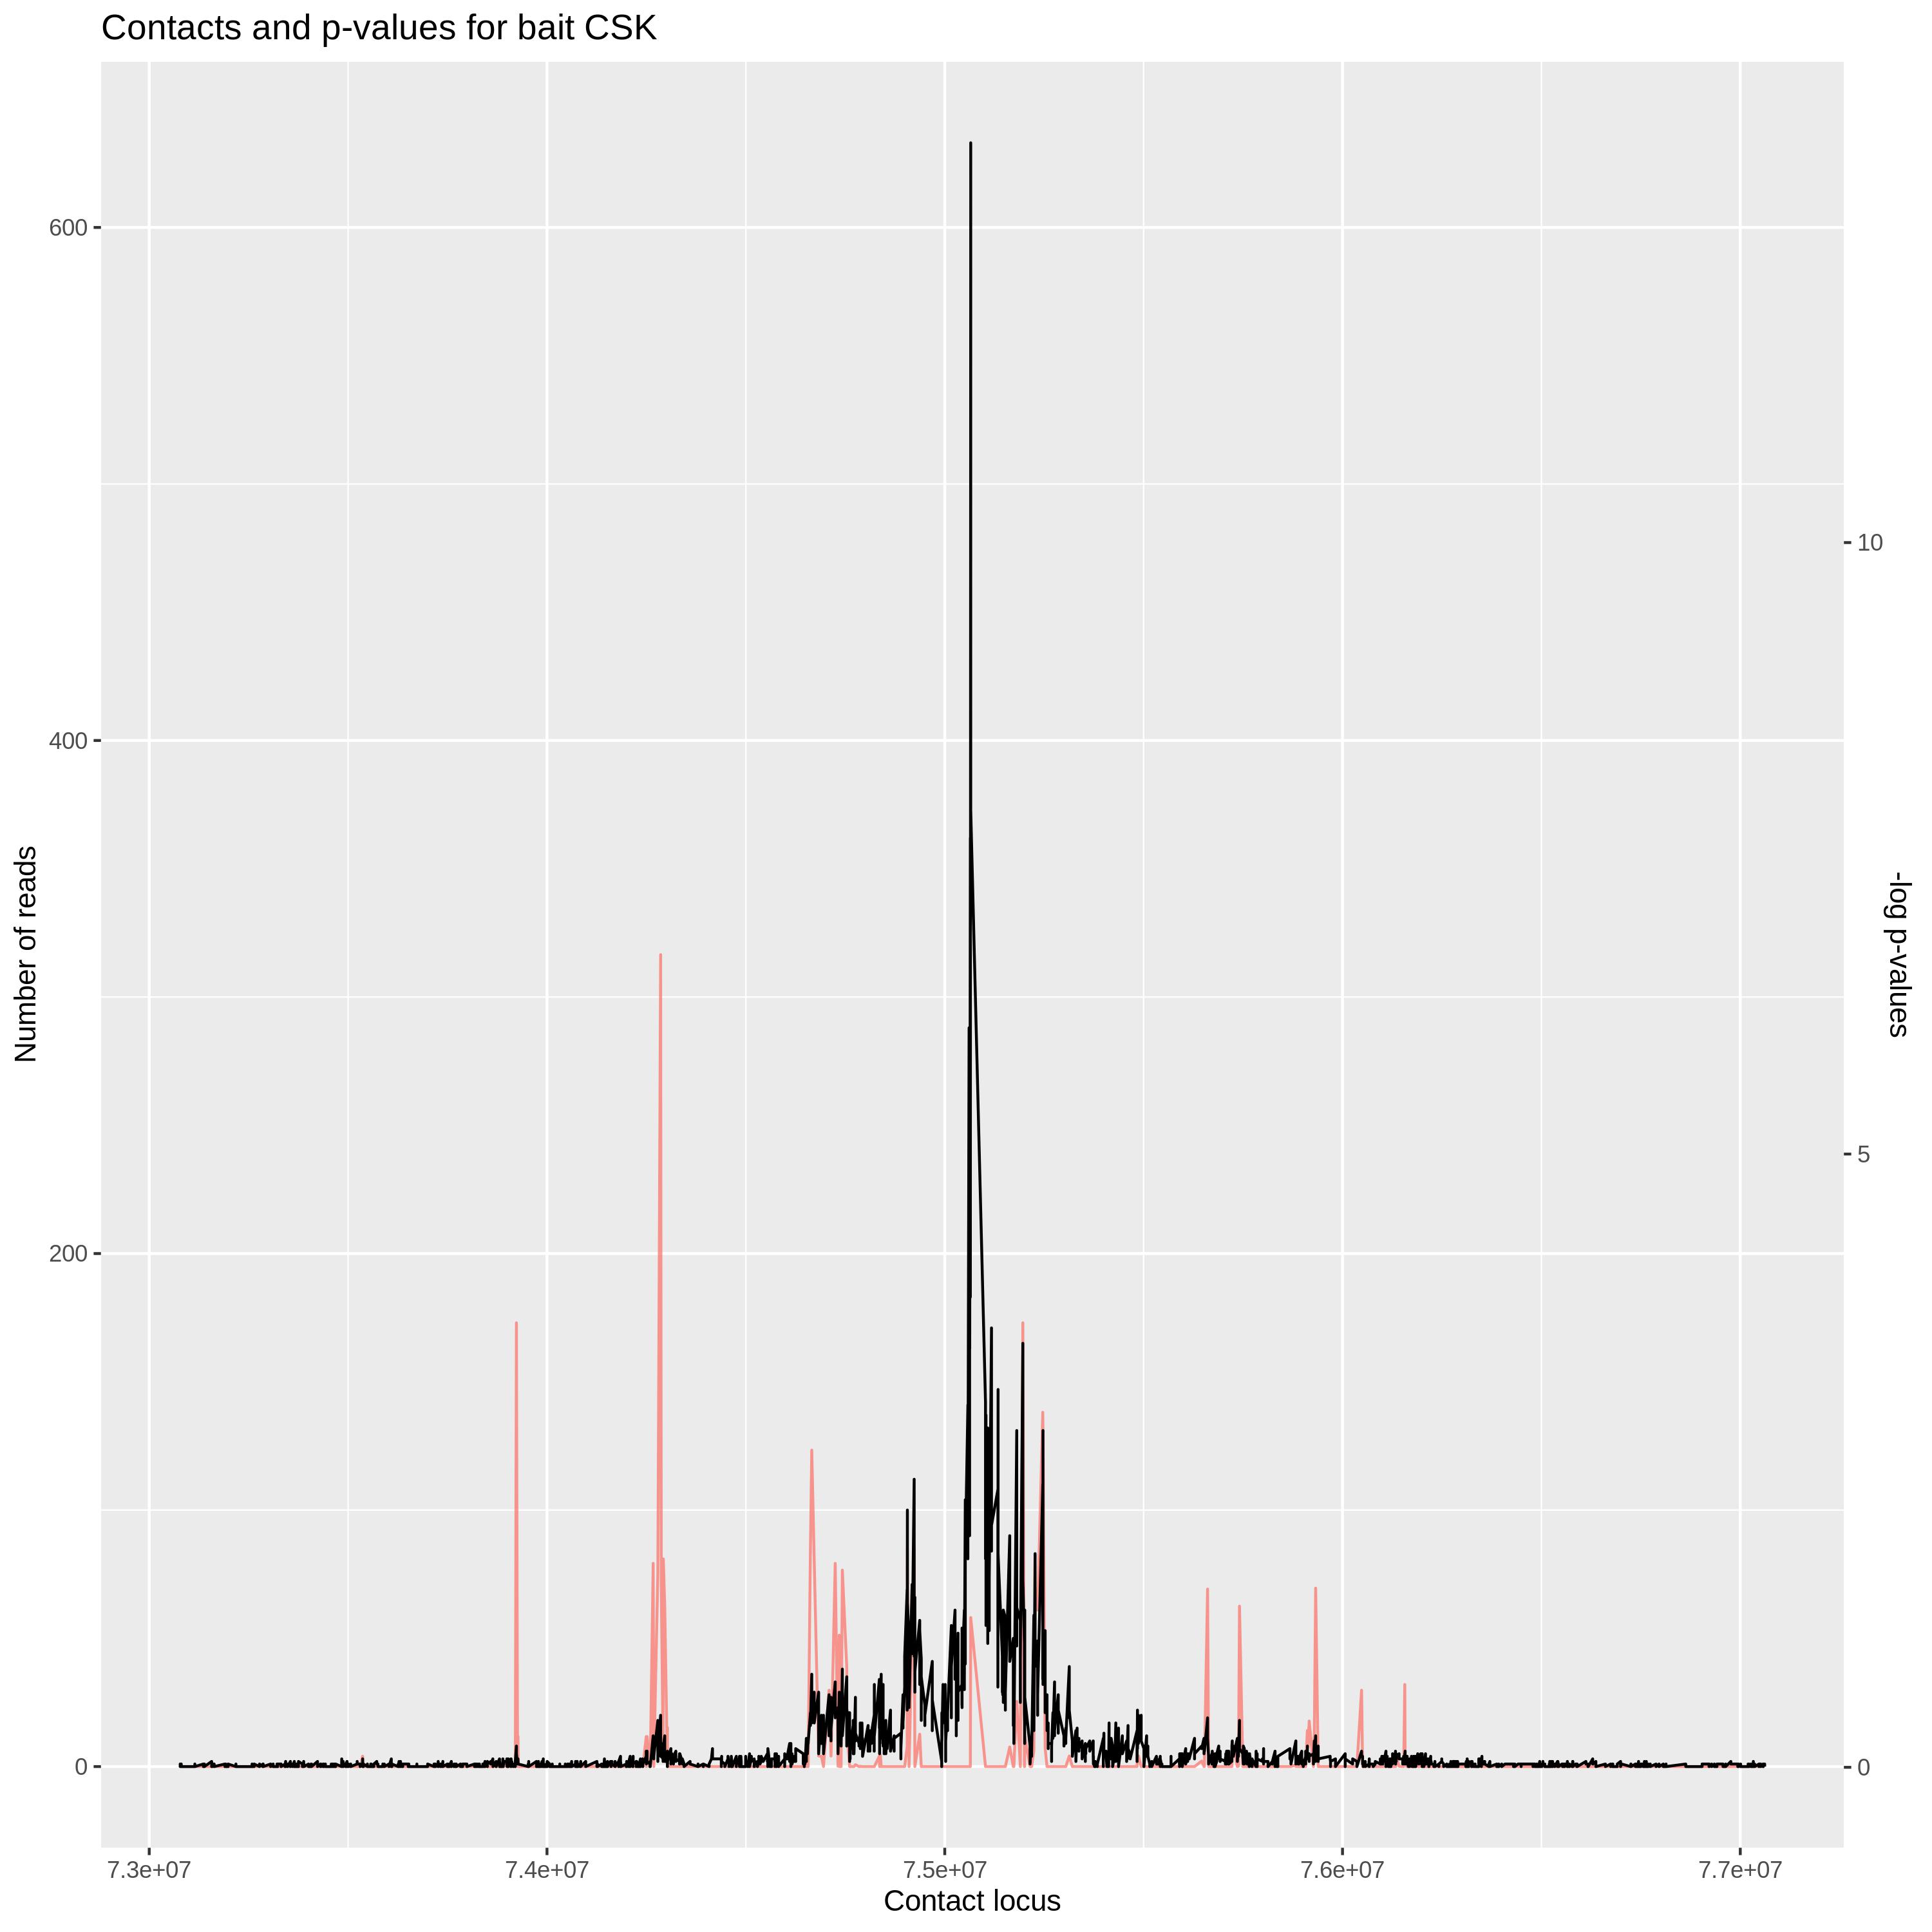 Contacts and p-values for bait CSK
600
400
200
0
Number of reads
10
5
0
-log p-values
7.3e+07
7.4e+07
7.5e+07
7.6e+07
7.7e+07
Contact locus